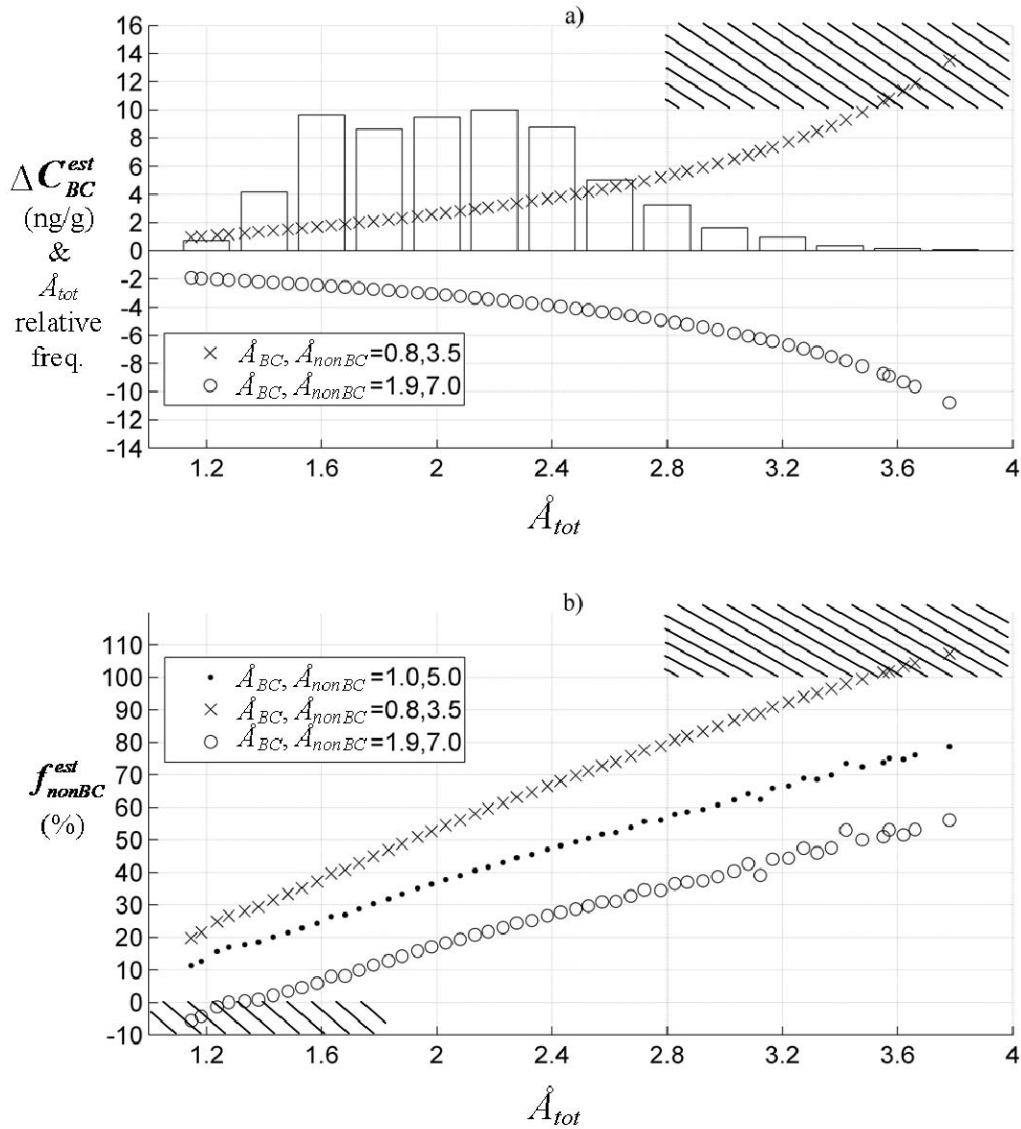 a)
16
14
12
10
8
6
4
2
0
-2
-4
-6
-8
-10
-12
-14
ΔC_BC^est
(ng/g)
&
Å_tot
relative
freq.
× Å_BC, Å_nonBC=0.8,3.5
○ Å_BC, Å_nonBC=1.9,7.0
1.2 1.6 2 2.4 2.8 3.2 3.6 4
Å_tot
b)
110
100
90
80
70
60
50
40
30
20
10
0
-10
f_nonBC^est
(%)
• Å_BC, Å_nonBC=1.0,5.0
× Å_BC, Å_nonBC=0.8,3.5
○ Å_BC, Å_nonBC=1.9,7.0
1.2 1.6 2 2.4 2.8 3.2 3.6 4
Å_tot